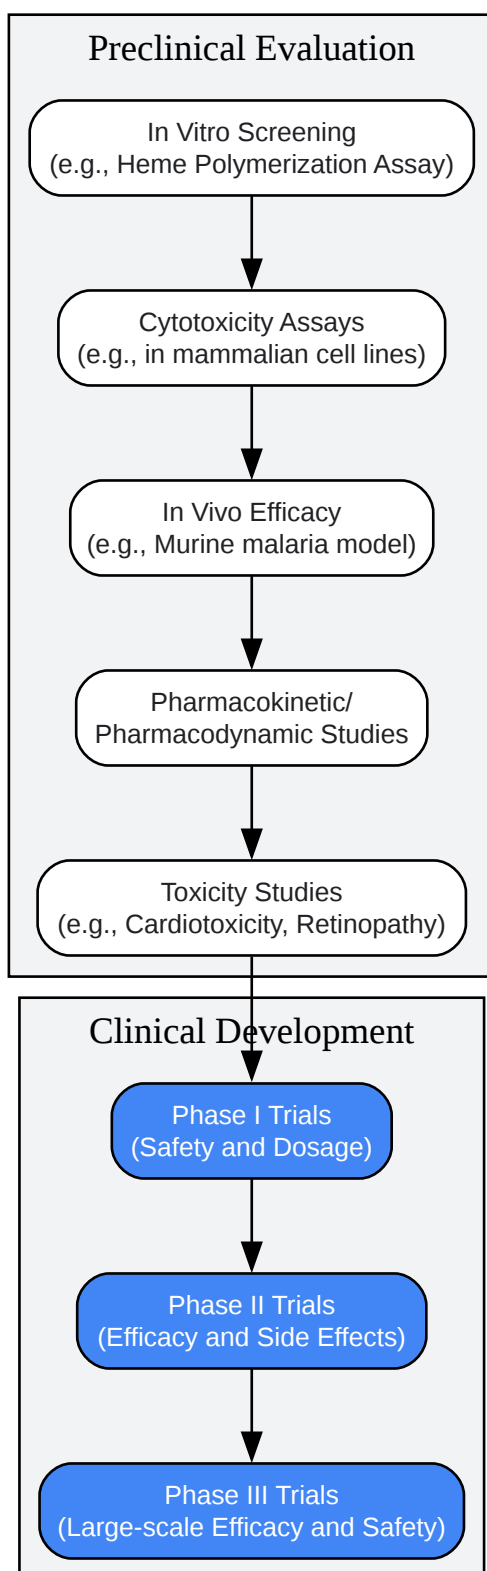 Preclinical Evaluation
In Vitro Screening
(e.g., Heme Polymerization Assay)
Cytotoxicity Assays
(e.g., in mammalian cell lines)
In Vivo Efficacy
(e.g., Murine malaria model)
Pharmacokinetic/
Pharmacodynamic Studies
Toxicity Studies
(e.g., Cardiotoxicity, Retinopathy)
Clinical Development
Phase I Trials
(Safety and Dosage)
Phase II Trials
(Efficacy and Side Effects)
Phase III Trials
(Large-scale Efficacy and Safety)